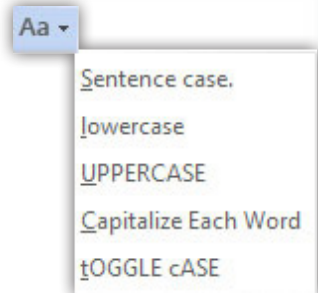 Aa
Sentence case.
lowercase
UPPERCASE
Capitalize Each Word
tOGGLE cASE